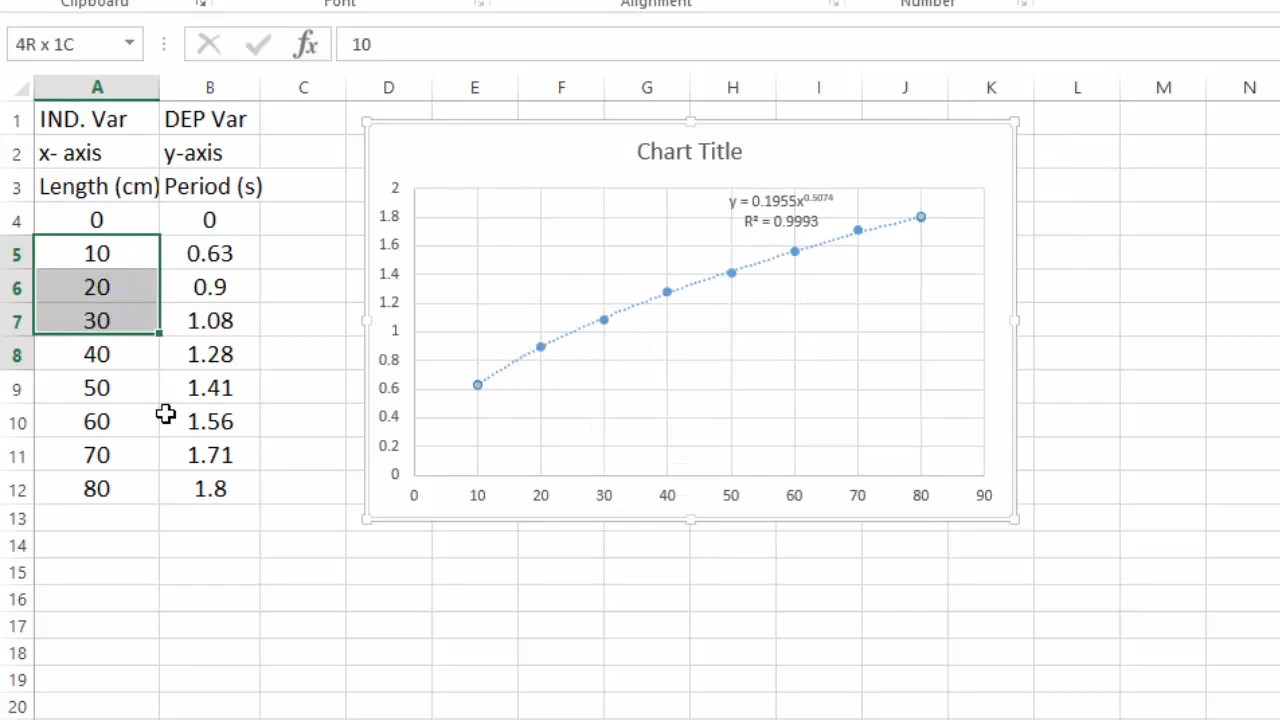 Clipboard Font Alignment Number
4R x 1C fx 10
A B C D E F G H I J K L M N
1 IND. Var DEP Var
2 x- axis y-axis
3 Length (cm) Period (s)
4 0 0
5 10 0.63
6 20 0.9
7 30 1.08
8 40 1.28
9 50 1.41
10 60 1.56
11 70 1.71
12 80 1.8
13
14
15
16
17
18
19
20
Chart Title
y = 0.1955x^0.5074
R² = 0.9993
2
1.8
1.6
1.4
1.2
1
0.8
0.6
0.4
0.2
0
0 10 20 30 40 50 60 70 80 90